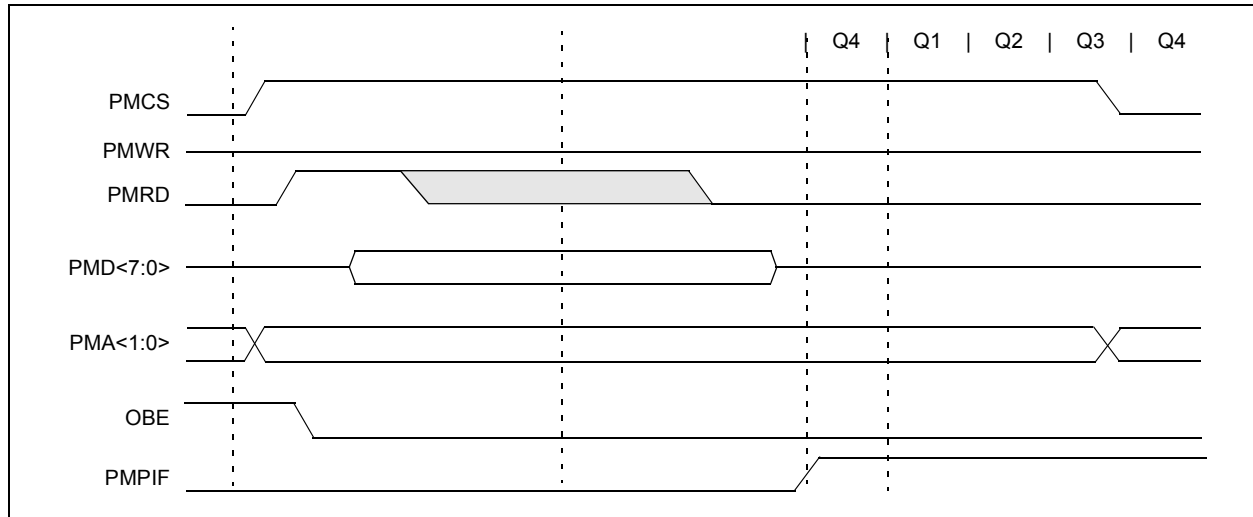 | Q4 | Q1 | Q2 | Q3 | Q4
PMCS
PMWR
PMRD
PMD<7:0>
PMA<1:0>
OBE
PMPIF